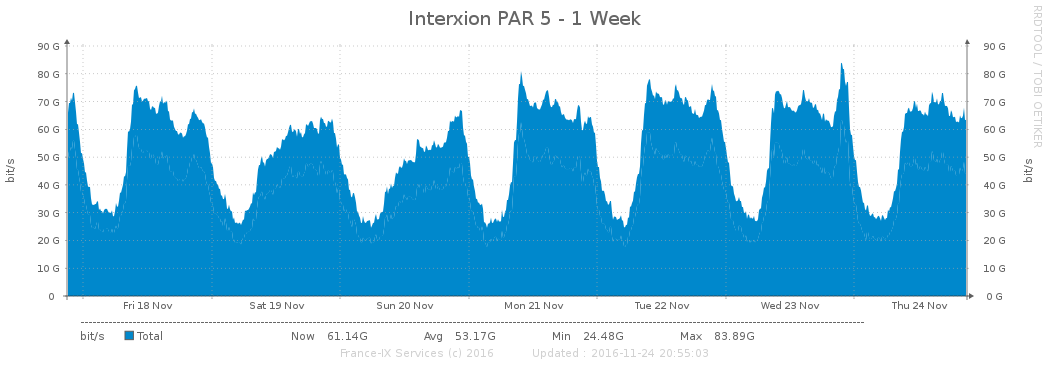 Interxion PAR 5 - 1 Week
RRDTOOL / TOBI OETIKER
bit/s
90 G 90 G
80 G 80 G
70 G 70 G
60 G 60 G
50 G 50 G
40 G 40 G
30 G 30 G
20 G 20 G
10 G 10 G
0 0 G
bit/s
Fri 18 Nov Sat 19 Nov Sun 20 Nov Mon 21 Nov Tue 22 Nov Wed 23 Nov Thu 24 Nov
bit/s Total Now 61.14G Avg 53.17G Min 24.48G Max 83.89G
France-IX Services (c) 2016 Updated : 2016-11-24 20:55:03